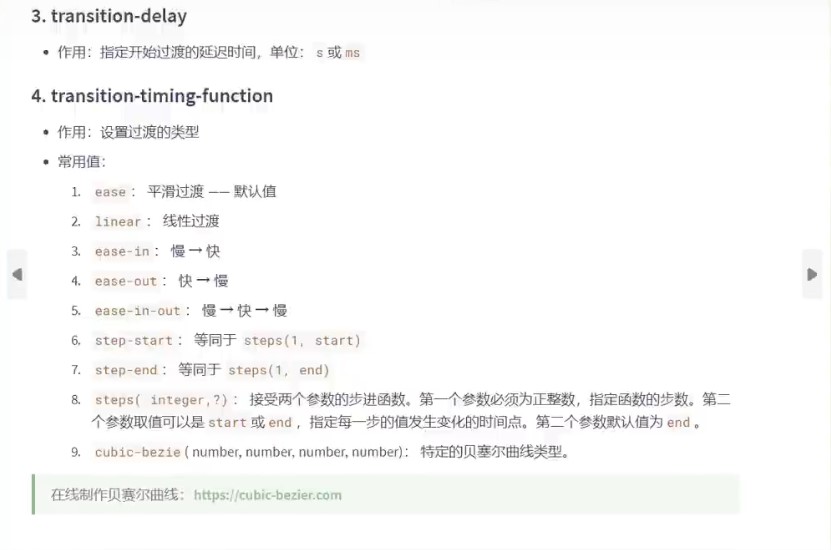 3. transition-delay
• 作用：指定开始过渡的延迟时间，单位：s 或 ms
4. transition-timing-function
• 作用：设置过渡的类型
• 常用值：
1. ease： 平滑过渡 —— 默认值
2. linear： 线性过渡
3. ease-in： 慢 → 快
4. ease-out： 快 → 慢
5. ease-in-out： 慢 → 快 → 慢
6. step-start： 等同于 steps(1, start)
7. step-end： 等同于 steps(1, end)
8. steps( integer,?)： 接受两个参数的步进函数。第一个参数必须为正整数，指定函数的步数。第二
个参数取值可以是 start 或 end ，指定每一步的值发生变化的时间点。第二个参数默认值为 end 。
9. cubic-bezie ( number, number, number, number)： 特定的贝塞尔曲线类型。
在线制作贝赛尔曲线：https://cubic-bezier.com